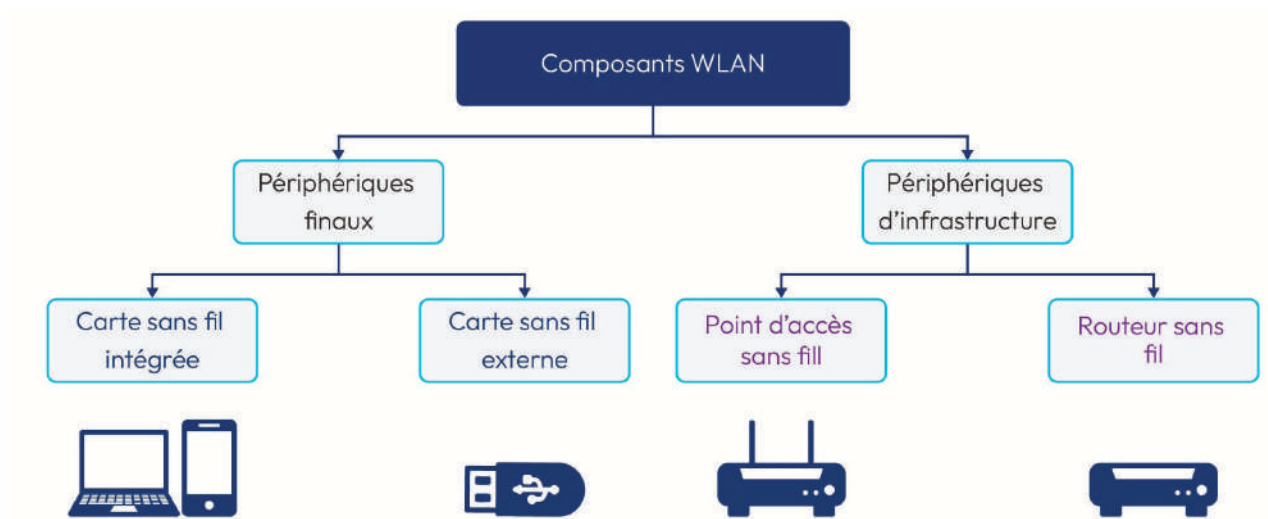 Composants WLAN
Périphériques
finaux
Périphériques
d'infrastructure
Carte sans fil
intégrée
Carte sans fil
externe
Point d'accès
sans fill
Routeur sans
fil